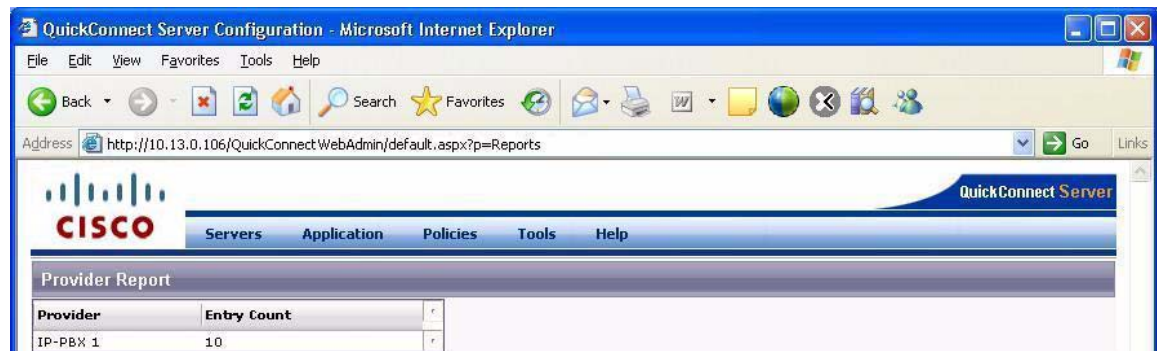 QuickConnect Server Configuration - Microsoft Internet Explorer
File Edit View Favorites Tools Help
Back Search Favorites
Address http://10.13.0.106/QuickConnectWebAdmin/default.aspx?p=Reports Go Links
QuickConnect Server
CISCO
Servers Application Policies Tools Help
Provider Report
Provider Entry Count
IP-PBX 1 10